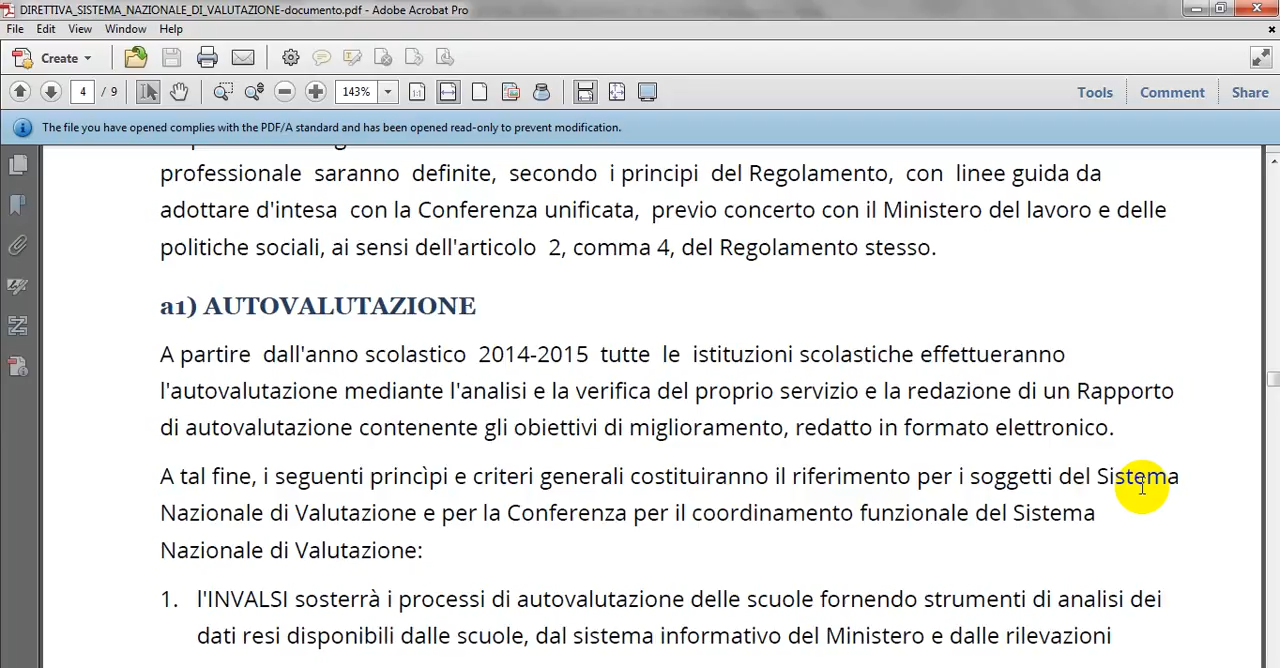 DIRETTIVA_SISTEMA_NAZIONALE_DI_VALUTAZIONE-documento.pdf - Adobe Acrobat Pro
File Edit View Window Help
Create
4 / 9 143% Tools Comment Share
The file you have opened complies with the PDF/A standard and has been opened read-only to prevent modification.
professionale saranno definite, secondo i principi del Regolamento, con linee guida da
adottare d'intesa con la Conferenza unificata, previo concerto con il Ministero del lavoro e delle
politiche sociali, ai sensi dell'articolo 2, comma 4, del Regolamento stesso.
a1) AUTOVALUTAZIONE
A partire dall'anno scolastico 2014-2015 tutte le istituzioni scolastiche effettueranno
l'autovalutazione mediante l'analisi e la verifica del proprio servizio e la redazione di un Rapporto
di autovalutazione contenente gli obiettivi di miglioramento, redatto in formato elettronico.
A tal fine, i seguenti princìpi e criteri generali costituiranno il riferimento per i soggetti del Sistema
Nazionale di Valutazione e per la Conferenza per il coordinamento funzionale del Sistema
Nazionale di Valutazione:
1. l'INVALSI sosterrà i processi di autovalutazione delle scuole fornendo strumenti di analisi dei
dati resi disponibili dalle scuole, dal sistema informativo del Ministero e dalle rilevazioni